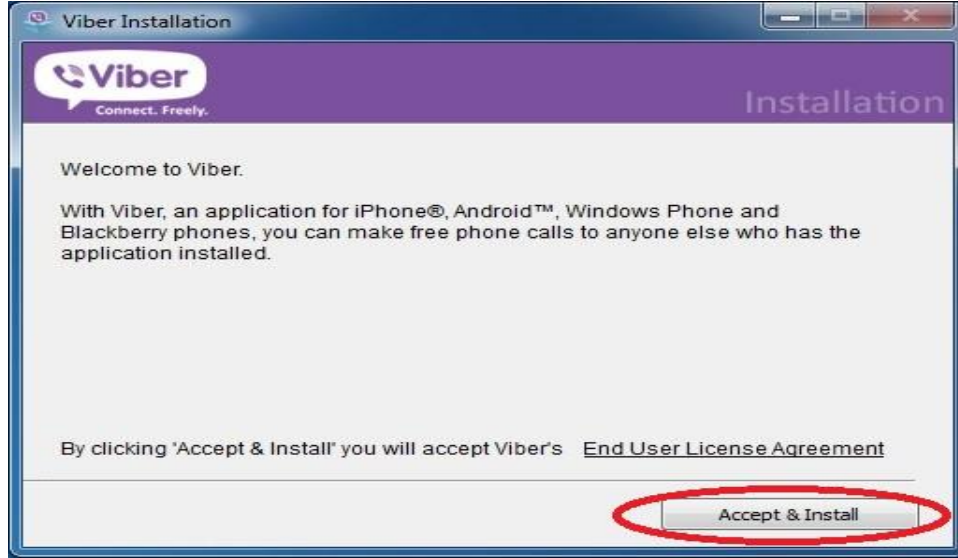 Viber Installation
Viber
Connect. Freely.
Installation
Welcome to Viber.
With Viber, an application for iPhone®, Android™, Windows Phone and
Blackberry phones, you can make free phone calls to anyone else who has the
application installed.
By clicking 'Accept & Install' you will accept Viber's End User License Agreement
Accept & Install